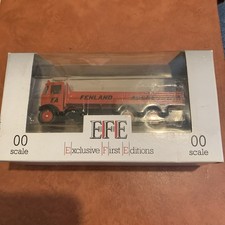 FENLAND
00
scale
EFE
Exclusive First Editions
00
scale